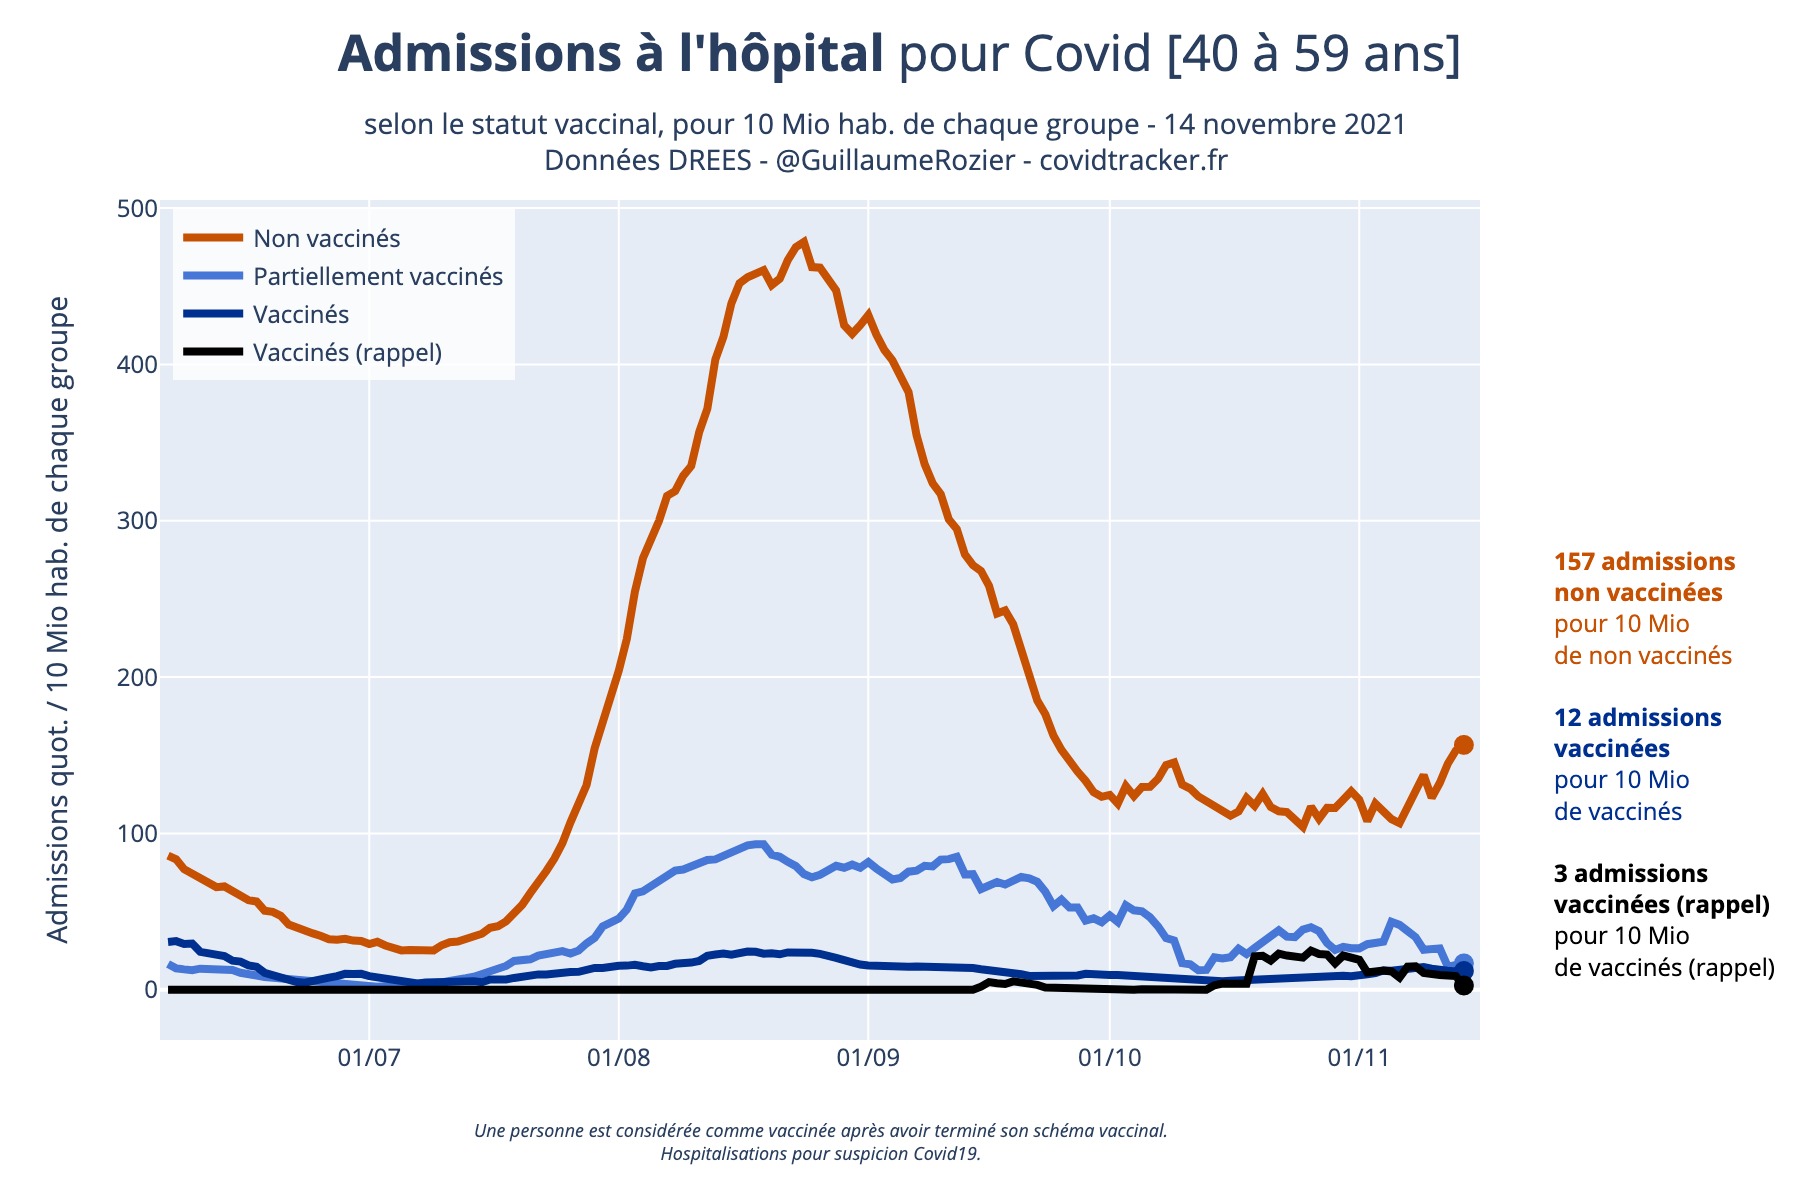 Admissions à l'hôpital pour Covid [40 à 59 ans]
selon le statut vaccinal, pour 10 Mio hab. de chaque groupe - 14 novembre 2021
Données DREES - @GuillaumeRozier - covidtracker.fr
Admissions quot. / 10 Mio hab. de chaque groupe
500
400
300
200
100
0
Non vaccinés
Partiellement vaccinés
Vaccinés
Vaccinés (rappel)
157 admissions
non vaccinées
pour 10 Mio
de non vaccinés
12 admissions
vaccinées
pour 10 Mio
de vaccinés
3 admissions
vaccinées (rappel)
pour 10 Mio
de vaccinés (rappel)
01/07
01/08
01/09
01/10
01/11
Une personne est considérée comme vaccinée après avoir terminé son schéma vaccinal.
Hospitalisations pour suspicion Covid19.